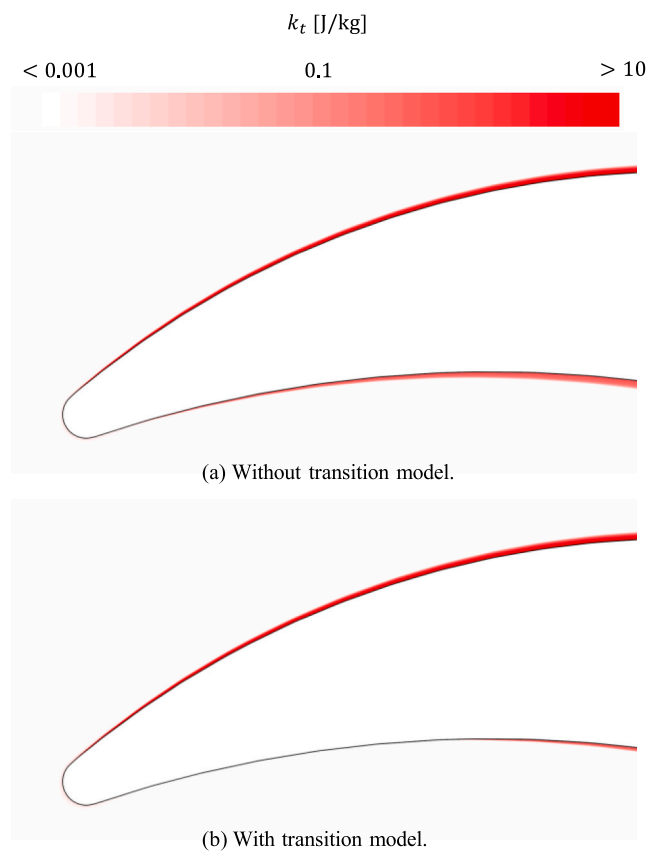 k_t [J/kg]
< 0.001 0.1 > 10
(a) Without transition model.
(b) With transition model.